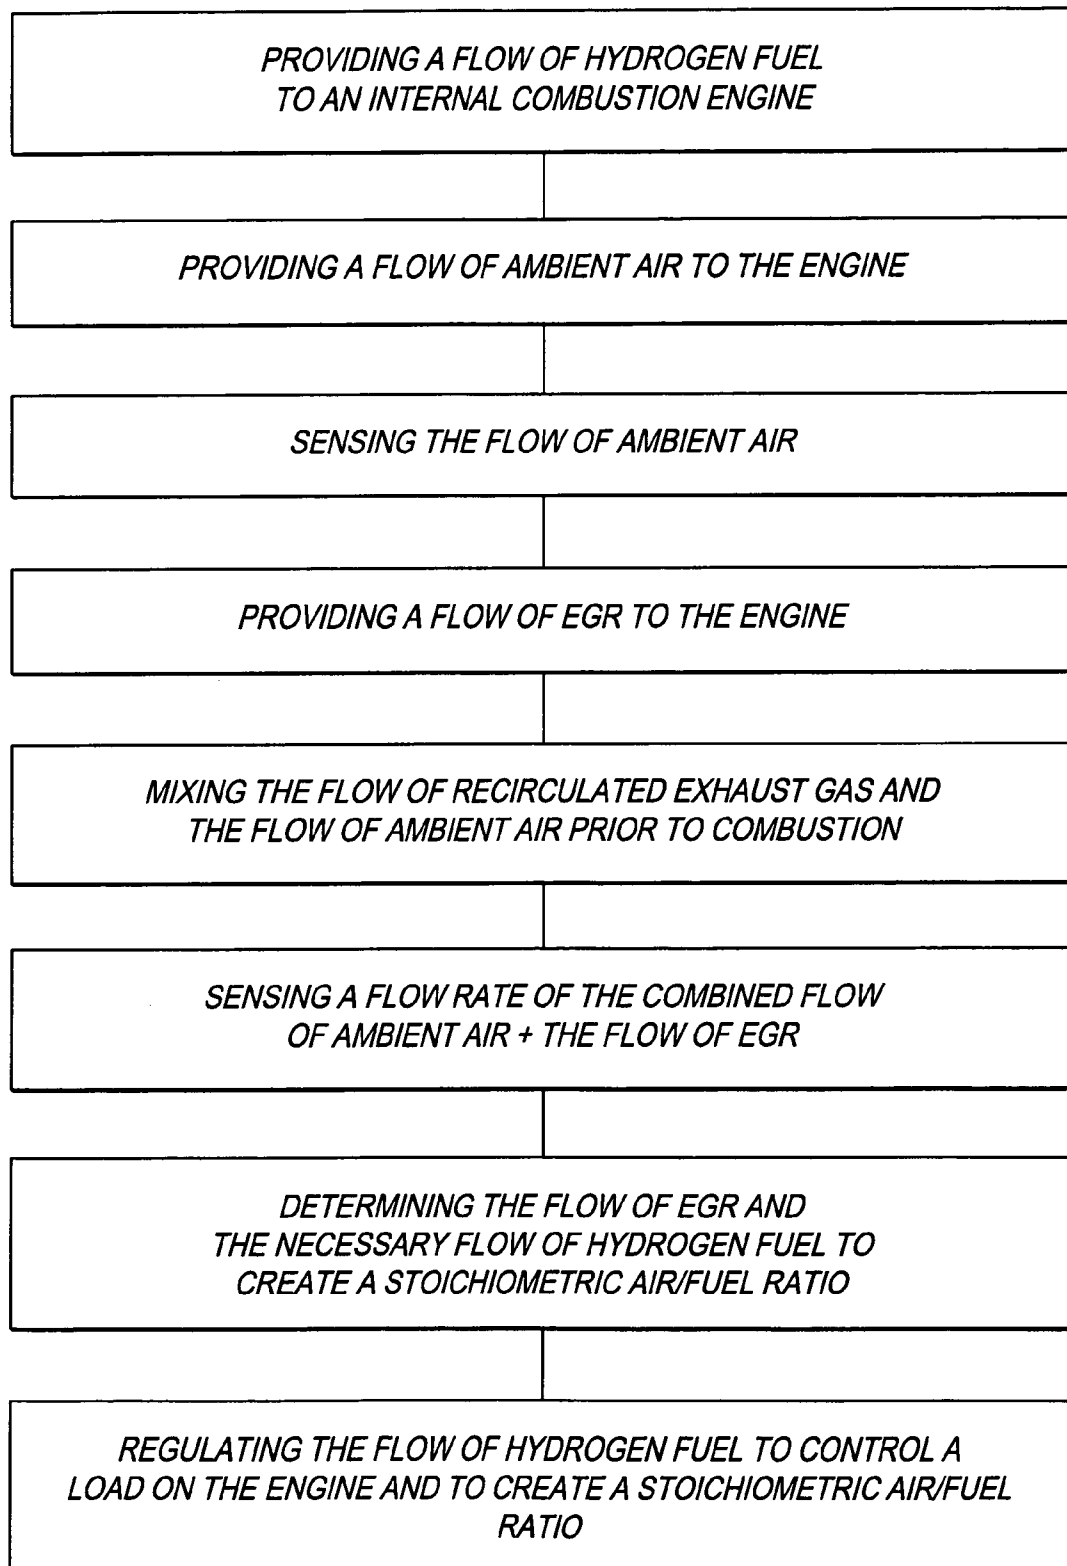 PROVIDING A FLOW OF HYDROGEN FUEL
TO AN INTERNAL COMBUSTION ENGINE
PROVIDING A FLOW OF AMBIENT AIR TO THE ENGINE
SENSING THE FLOW OF AMBIENT AIR
PROVIDING A FLOW OF EGR TO THE ENGINE
MIXING THE FLOW OF RECIRCULATED EXHAUST GAS AND
THE FLOW OF AMBIENT AIR PRIOR TO COMBUSTION
SENSING A FLOW RATE OF THE COMBINED FLOW
OF AMBIENT AIR + THE FLOW OF EGR
DETERMINING THE FLOW OF EGR AND
THE NECESSARY FLOW OF HYDROGEN FUEL TO
CREATE A STOICHIOMETRIC AIR/FUEL RATIO
REGULATING THE FLOW OF HYDROGEN FUEL TO CONTROL A
LOAD ON THE ENGINE AND TO CREATE A STOICHIOMETRIC AIR/FUEL
RATIO